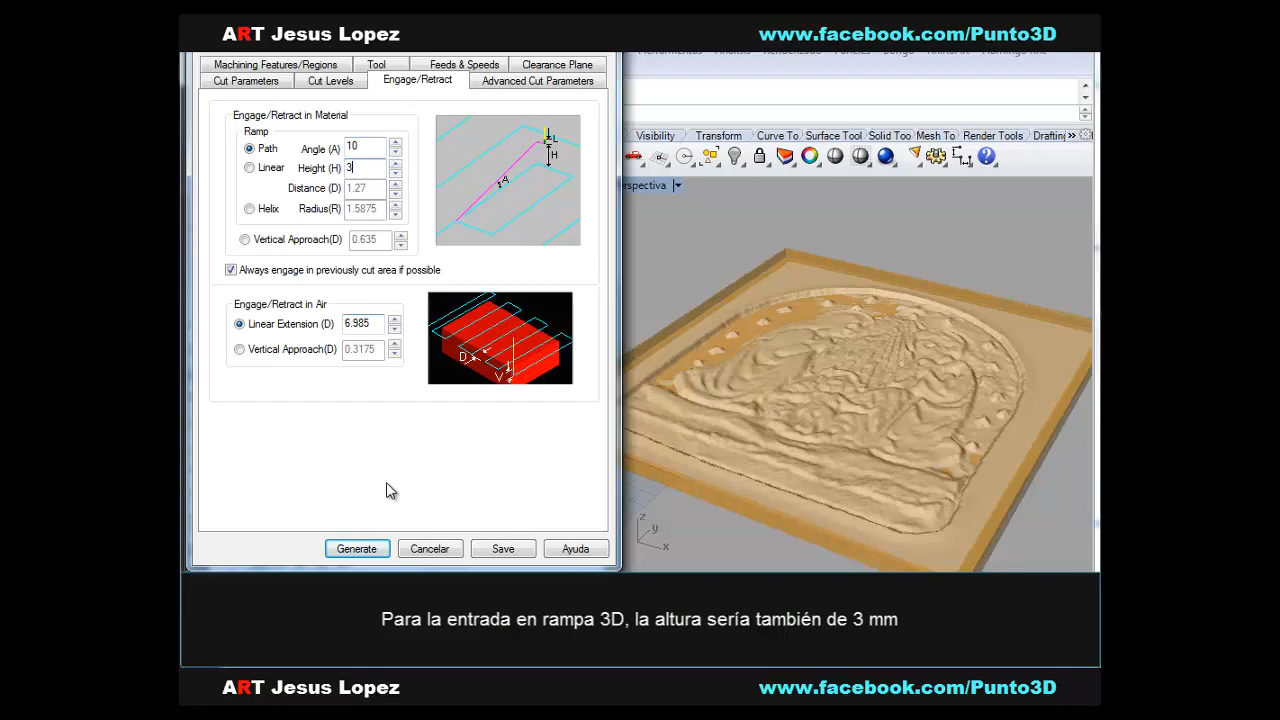 ART Jesus Lopez
www.facebook.com/Punto3D
Machining Features/Regions
Tool
Feeds & Speeds
Clearance Plane
Cut Parameters
Cut Levels
Engage/Retract
Advanced Cut Parameters
Engage/Retract in Material
Ramp
Path
Angle (A)
10
Linear
Height (H)
3
Distance (D)
1.27
Helix
Radius(R)
1.5875
Vertical Approach(D)
0.635
L
H
A
Always engage in previously cut area if possible
Engage/Retract in Air
Linear Extension (D)
6.985
Vertical Approach(D)
0.3175
D
V
Generate
Cancelar
Save
Ayuda
Visibility
Transform
Curve To
Surface Tool
Solid Too
Mesh To
Render Tools
Drafting
spectiva
z
y
x
Para la entrada en rampa 3D, la altura sería también de 3 mm
ART Jesus Lopez
www.facebook.com/Punto3D